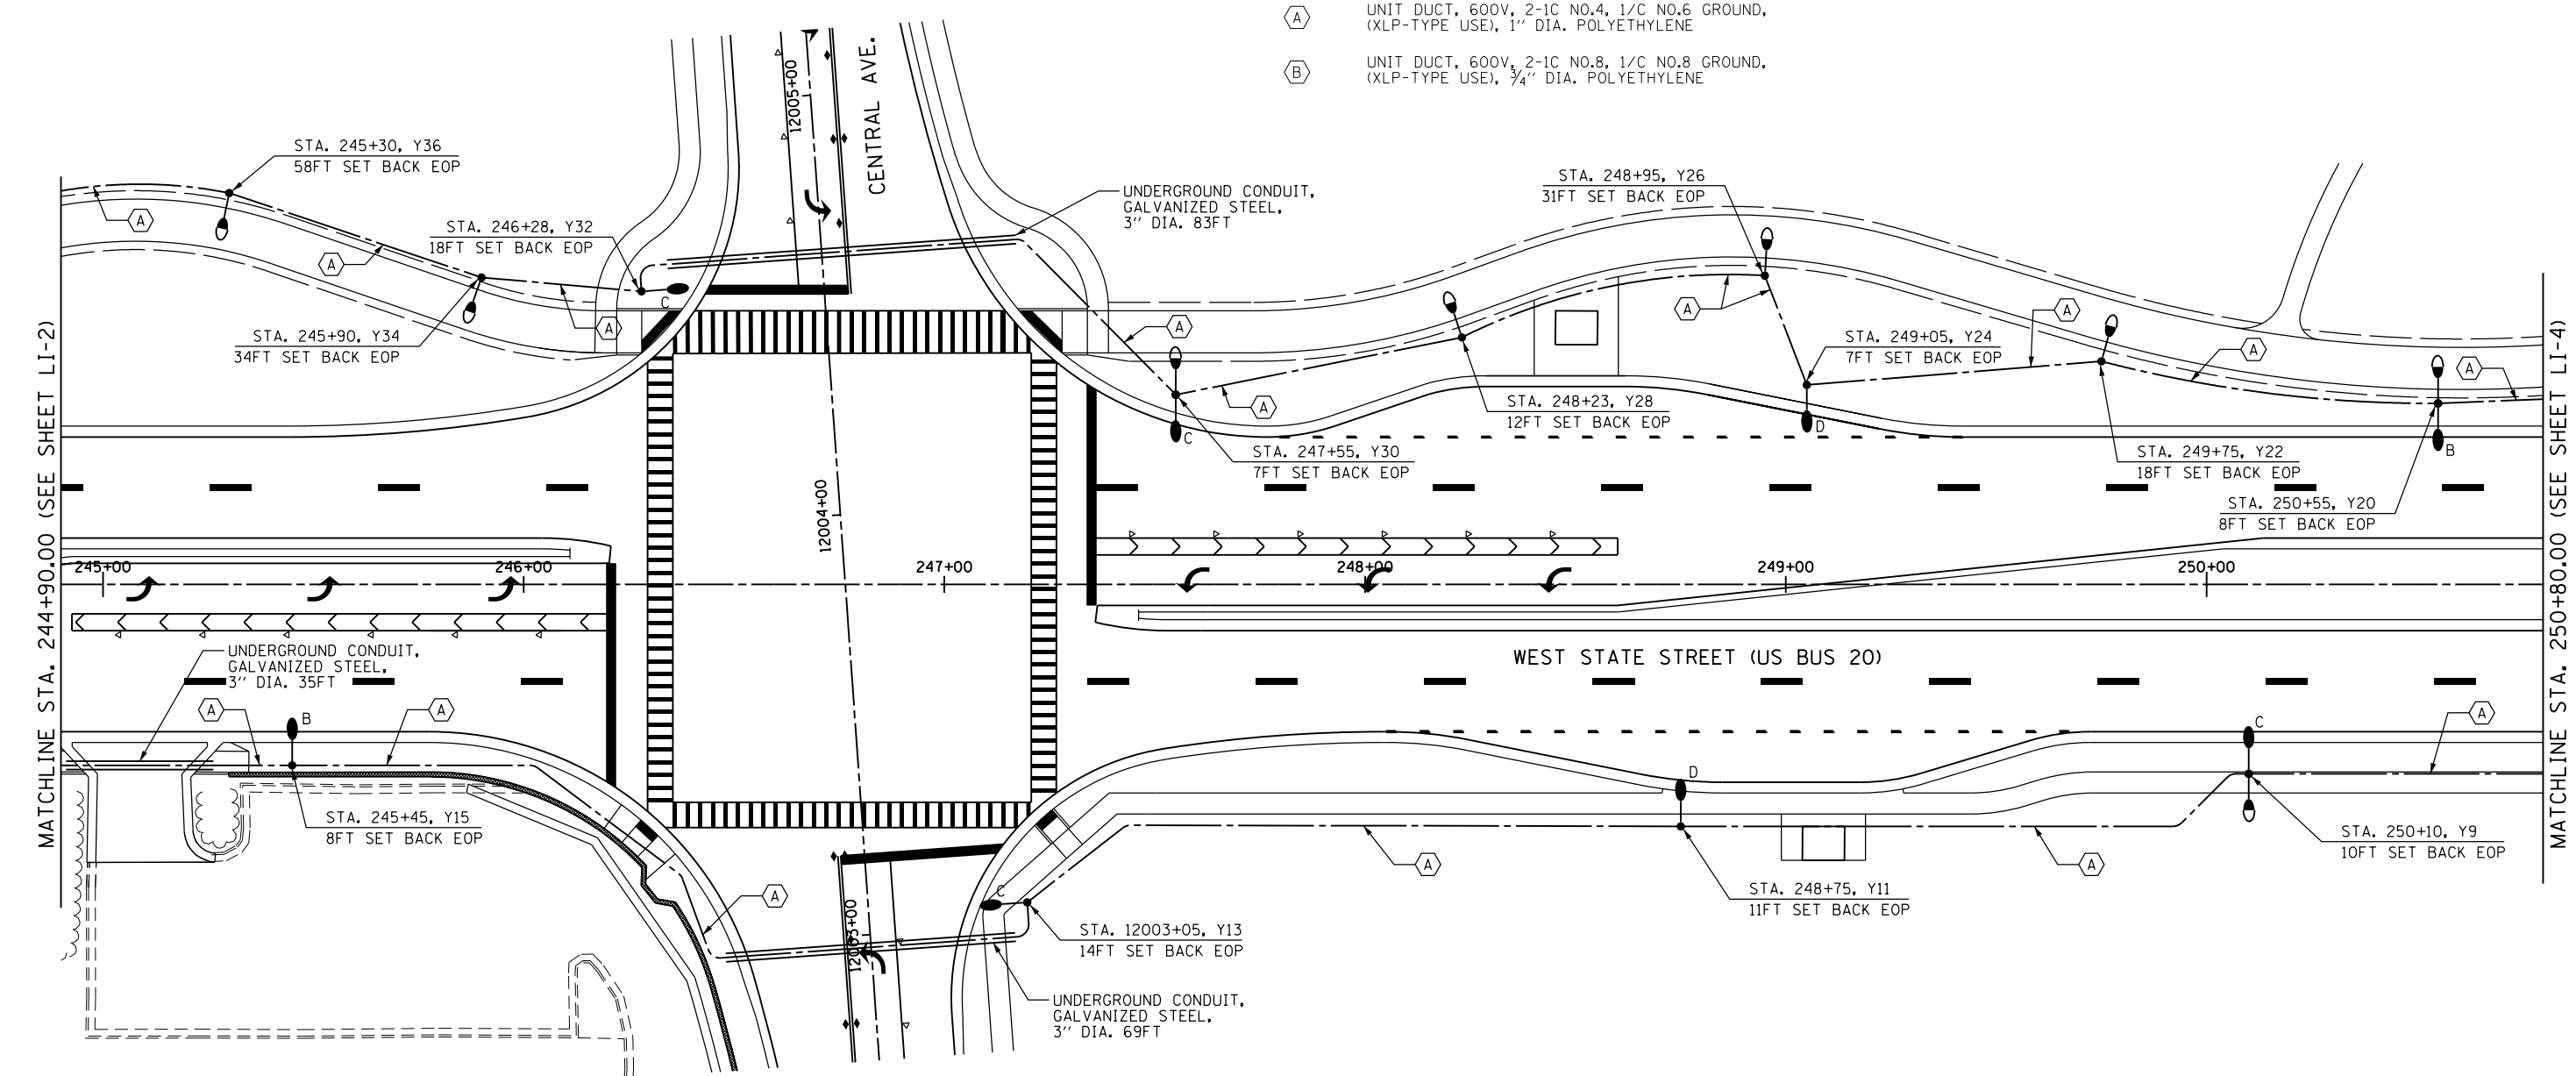 A
UNIT DUCT, 600V, 2-1C NO.4, 1/C NO.6 GROUND,
(XLP-TYPE USE), 1'' DIA. POLYETHYLENE
B
UNIT DUCT, 600V, 2-1C NO.8, 1/C NO.8 GROUND,
(XLP-TYPE USE), 3/4'' DIA. POLYETHYLENE
CENTRAL AVE.
12005+00
STA. 245+30, Y36
58FT SET BACK EOP
A
A
STA. 246+28, Y32
18FT SET BACK EOP
C
A
STA. 245+90, Y34
34FT SET BACK EOP
UNDERGROUND CONDUIT,
GALVANIZED STEEL,
3'' DIA. 83FT
STA. 248+95, Y26
31FT SET BACK EOP
A
A
A
A
A
A
STA. 249+05, Y24
7FT SET BACK EOP
D
C
STA. 248+23, Y28
12FT SET BACK EOP
STA. 247+55, Y30
7FT SET BACK EOP
STA. 249+75, Y22
18FT SET BACK EOP
B
STA. 250+55, Y20
8FT SET BACK EOP
MATCHLINE STA. 244+90.00 (SEE SHEET LI-2)
MATCHLINE STA. 250+80.00 (SEE SHEET LI-4)
12004+00
245+00
246+00
247+00
248+00
249+00
250+00
WEST STATE STREET (US BUS 20)
UNDERGROUND CONDUIT,
GALVANIZED STEEL,
3'' DIA. 35FT
A
B
A
STA. 245+45, Y15
8FT SET BACK EOP
A
12003+00
C
STA. 12003+05, Y13
14FT SET BACK EOP
UNDERGROUND CONDUIT,
GALVANIZED STEEL,
3'' DIA. 69FT
A
D
STA. 248+75, Y11
11FT SET BACK EOP
A
C
A
STA. 250+10, Y9
10FT SET BACK EOP